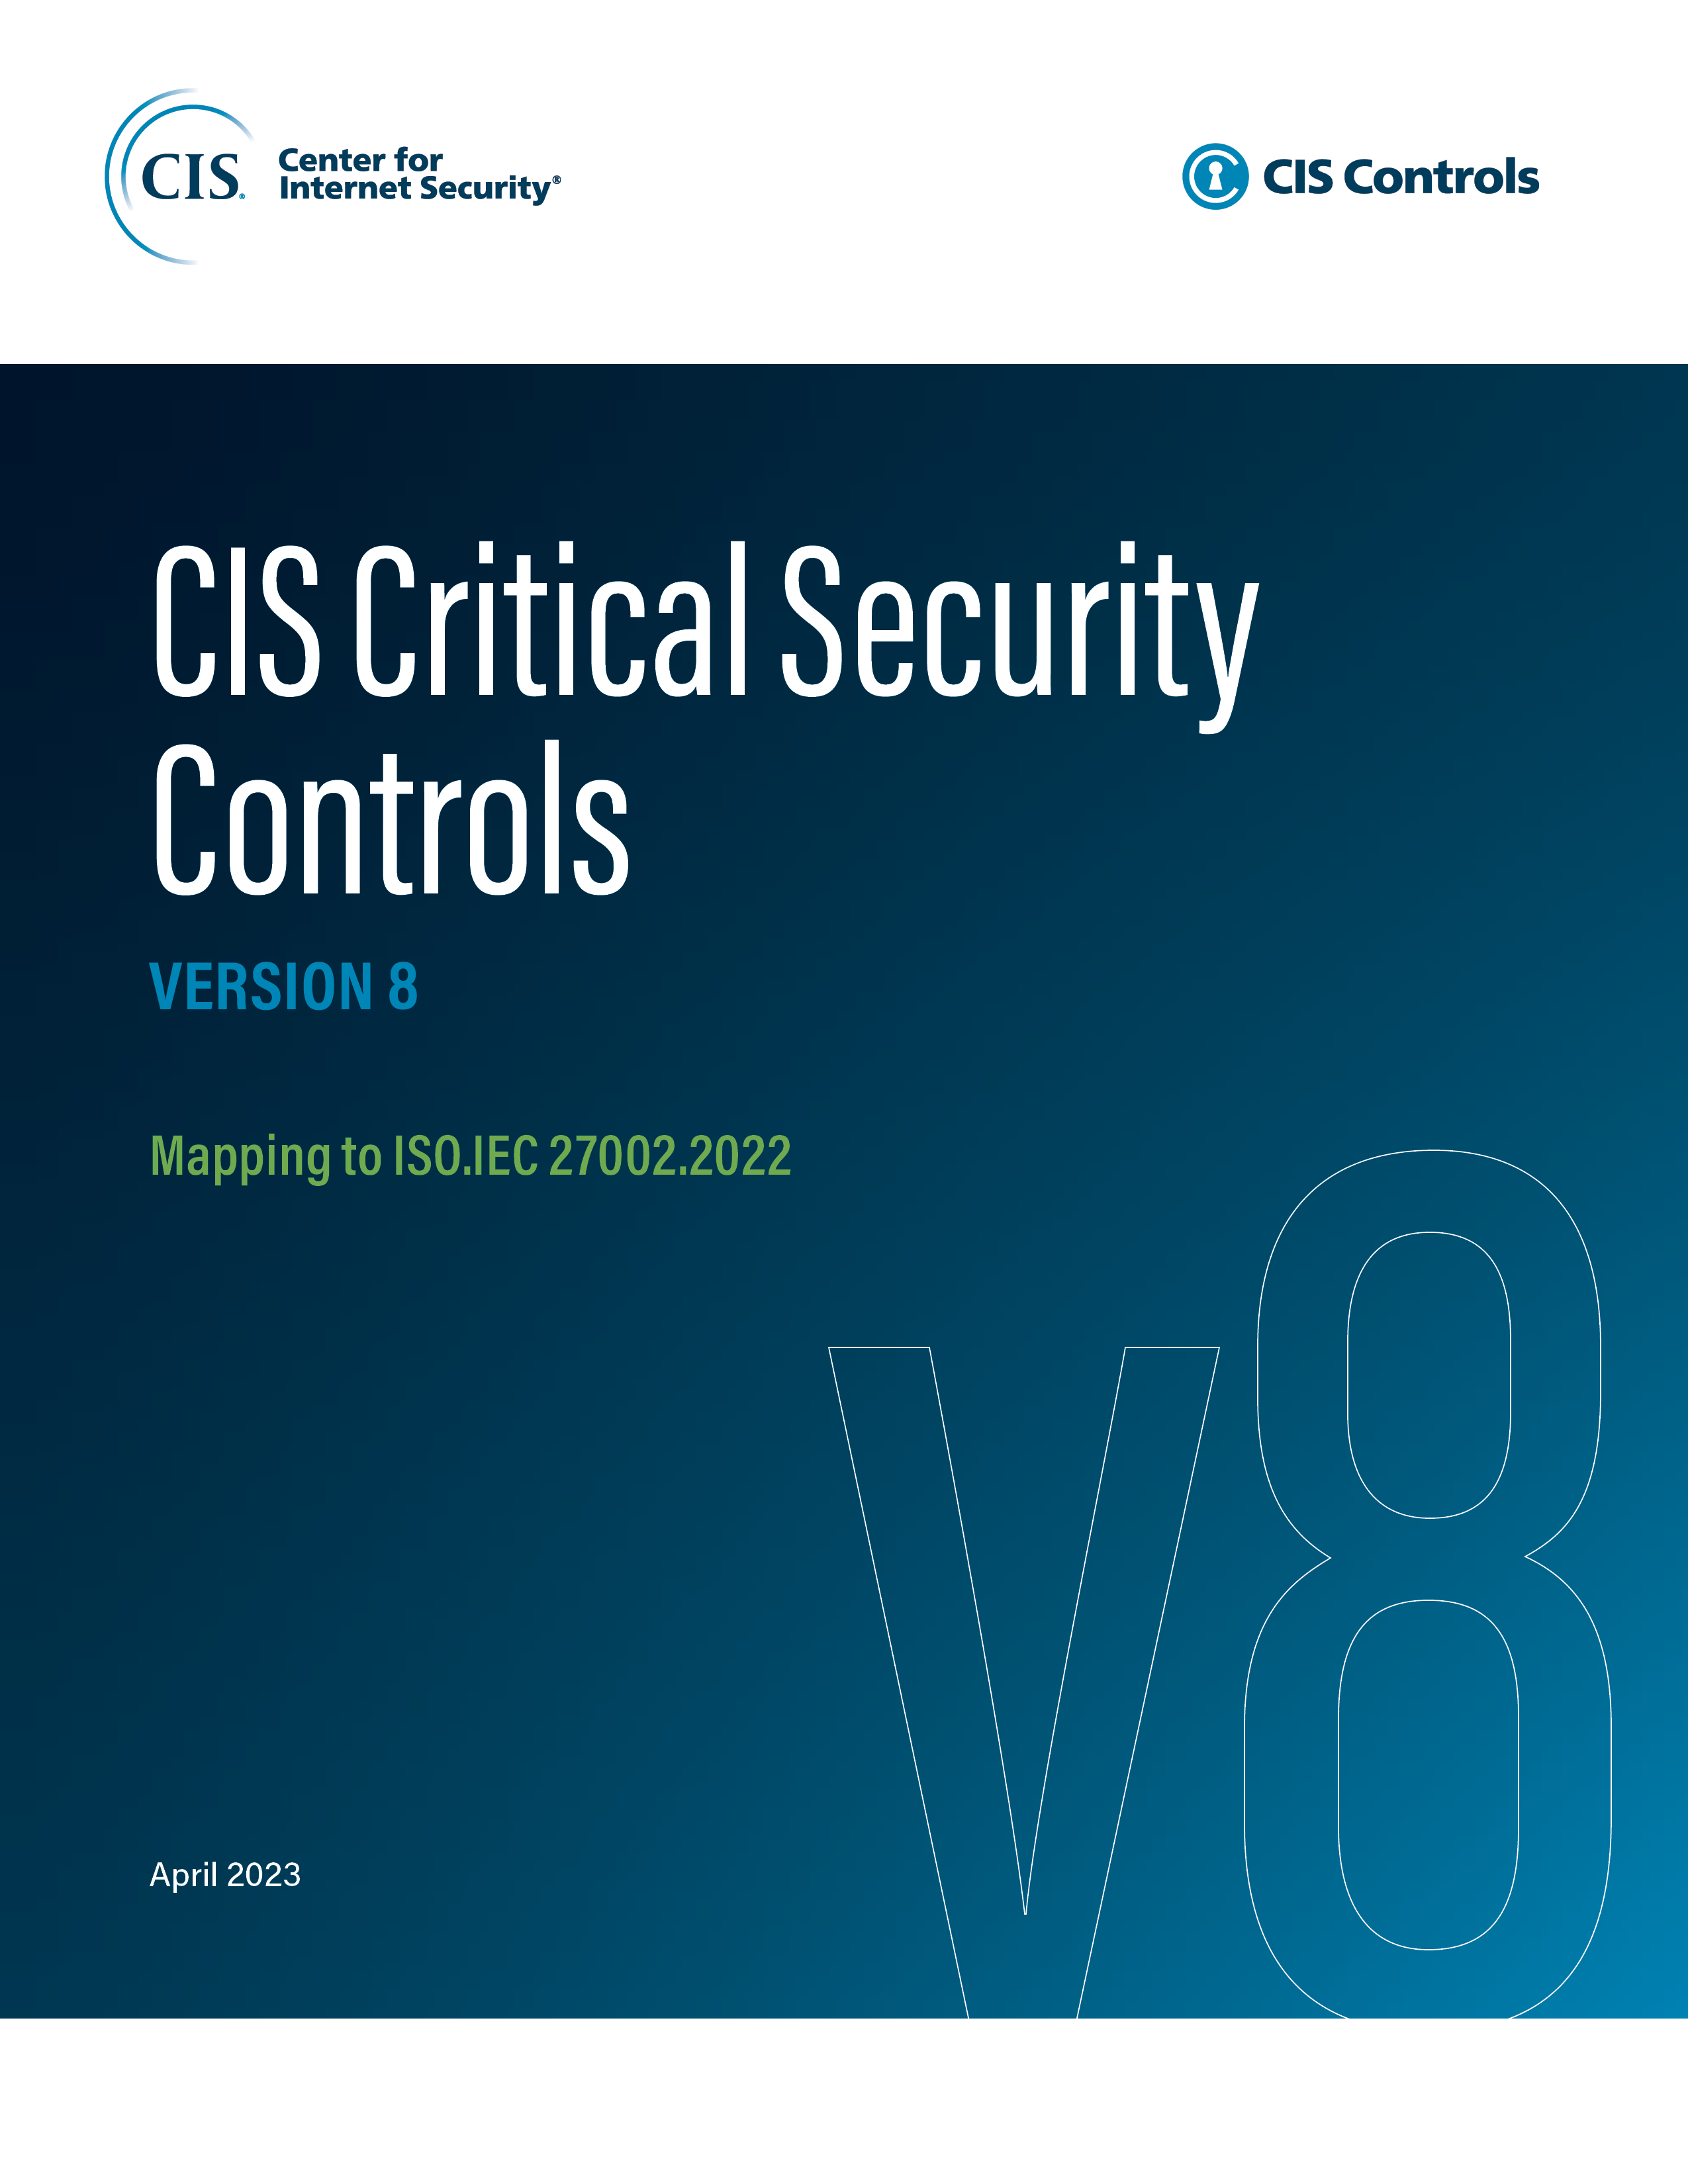 CIS®
Center for
Internet Security®
CIS Controls
CIS Critical Security
Controls
VERSION 8
Mapping to ISO.IEC 27002.2022
v8
April 2023